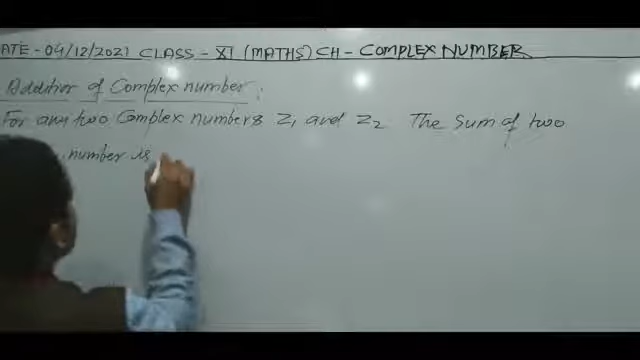 ATE - 04/12/2021 CLASS - XI (MATHS) CH - COMPLEX NUMBER
Addition of Complex number :
For any two Complex numbers Z₁ and Z₂ The Sum of two
number is